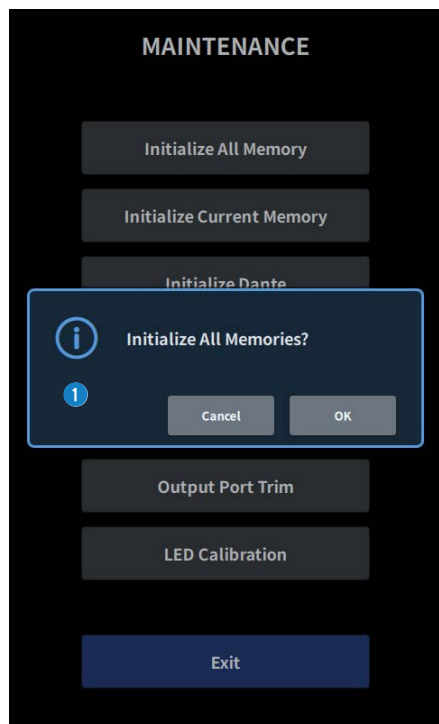 MAINTENANCE
Initialize All Memory
Initialize Current Memory
Initialize Dante
Initialize All Memories?
1
Cancel OK
Output Port Trim
LED Calibration
Exit